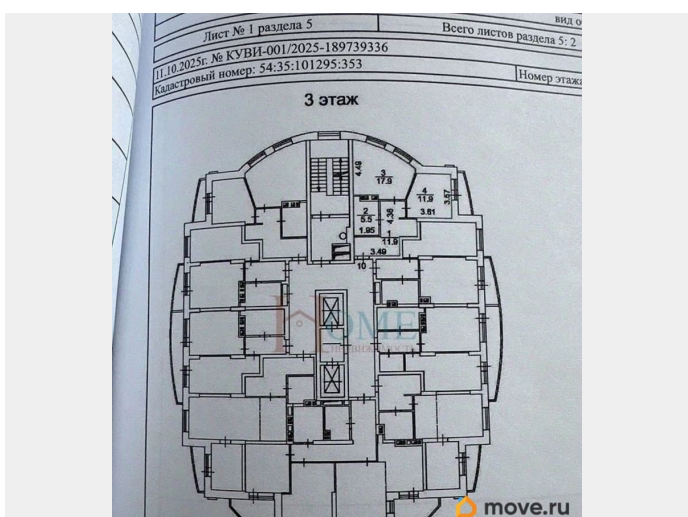 вид о
Лист № 1 раздела 5
Всего листов раздела 5: 2
11.10.2025г. № КУВИ-001/2025-189739336
Кадастровый номер: 54:35:101295:353
Номер этажа
3 этаж
4.49
3
17.9
4
11.9
3.57
3.61
2
5.5
1.95
4.36
1
11.9
3.49
10
HOME
НЕДВИЖИМОСТЬ
move.ru